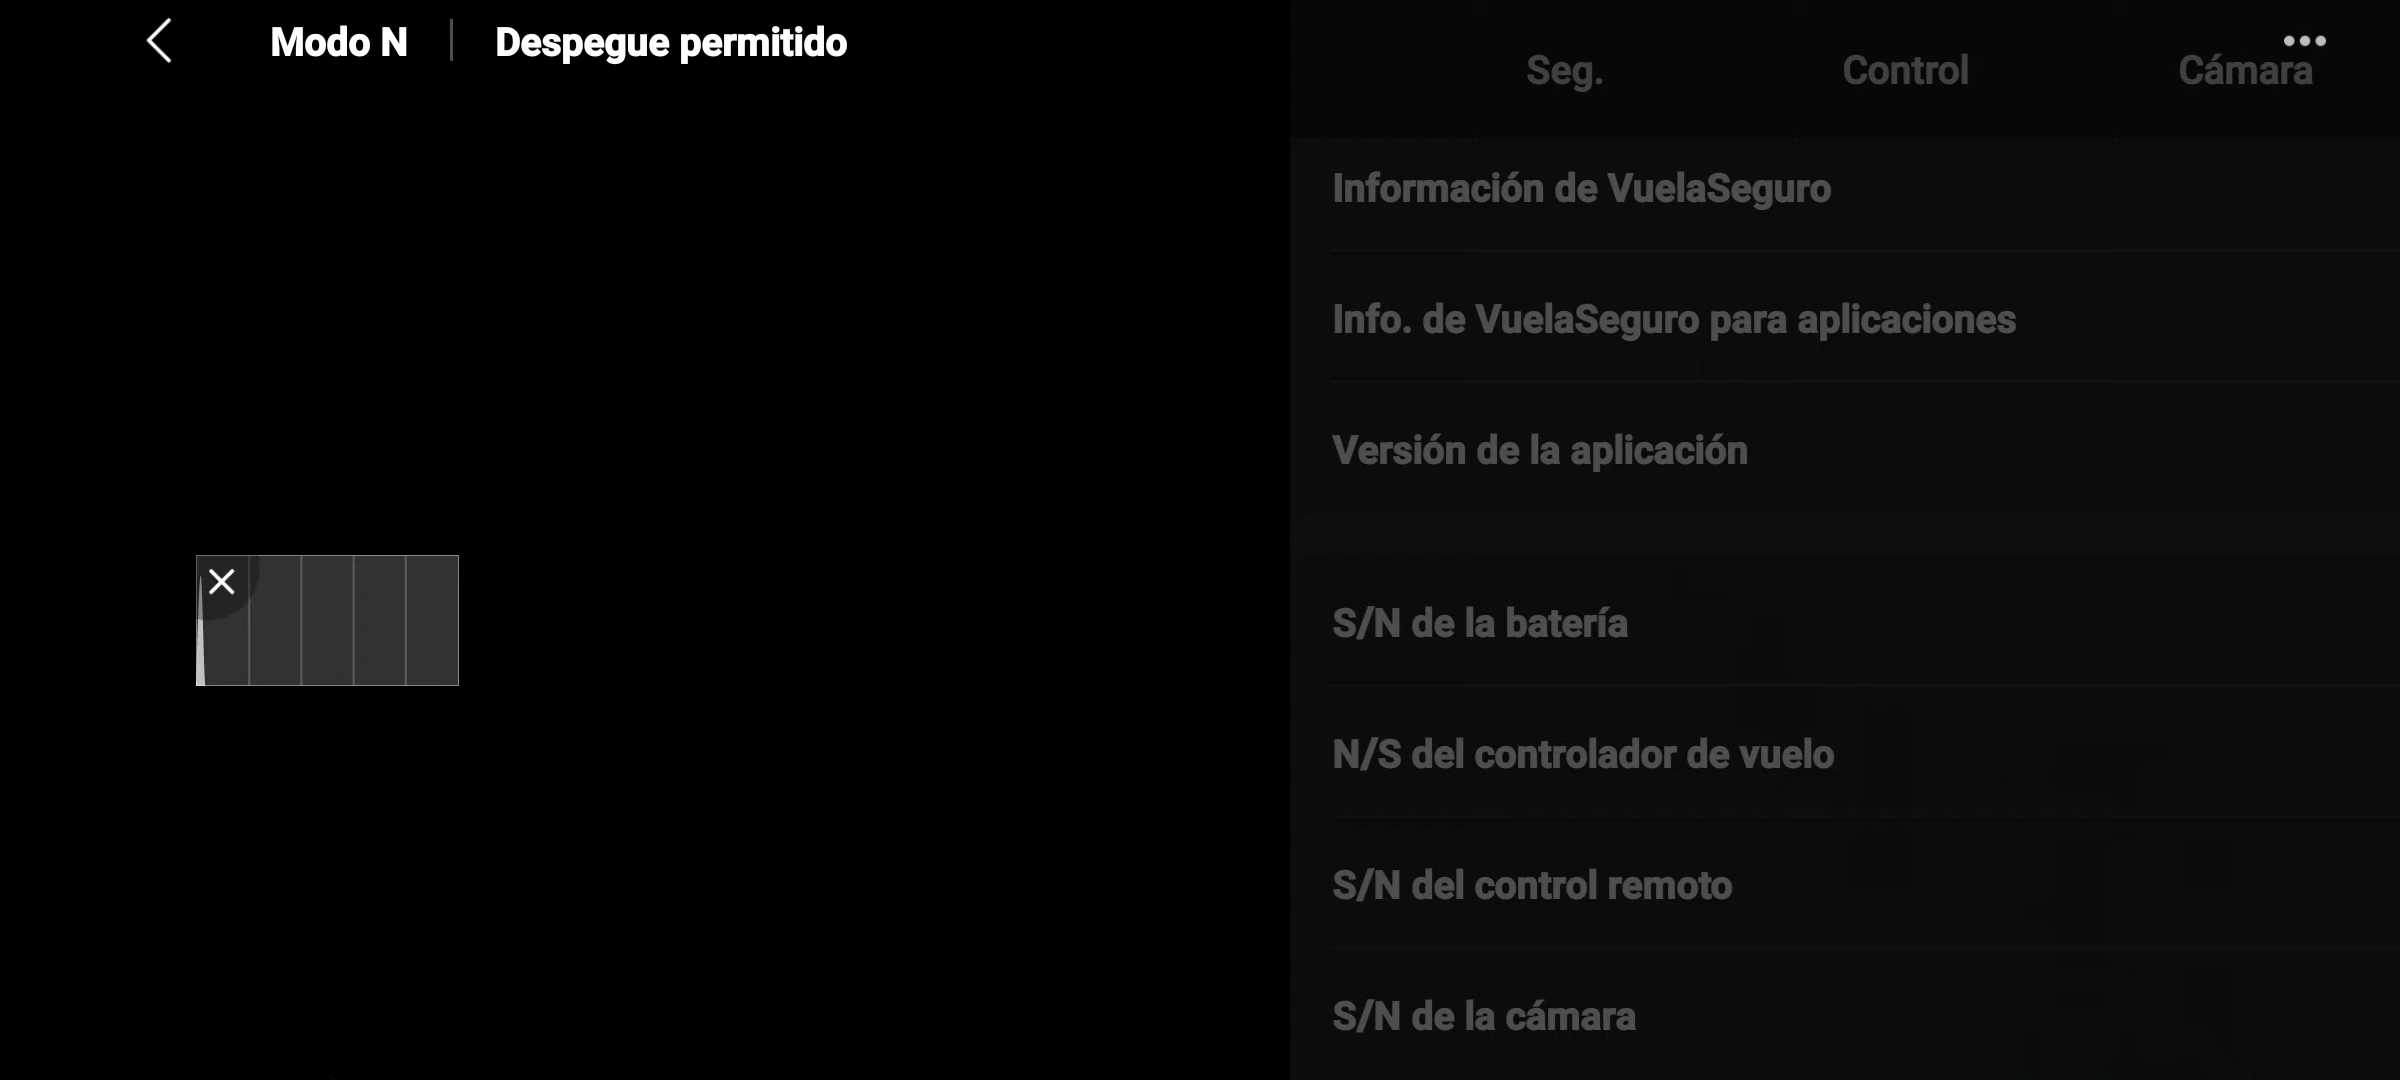 Modo N
Despegue permitido
Seg.
Control
Cámara
Información de VuelaSeguro
Info. de VuelaSeguro para aplicaciones
Versión de la aplicación
S/N de la batería
N/S del controlador de vuelo
S/N del control remoto
S/N de la cámara